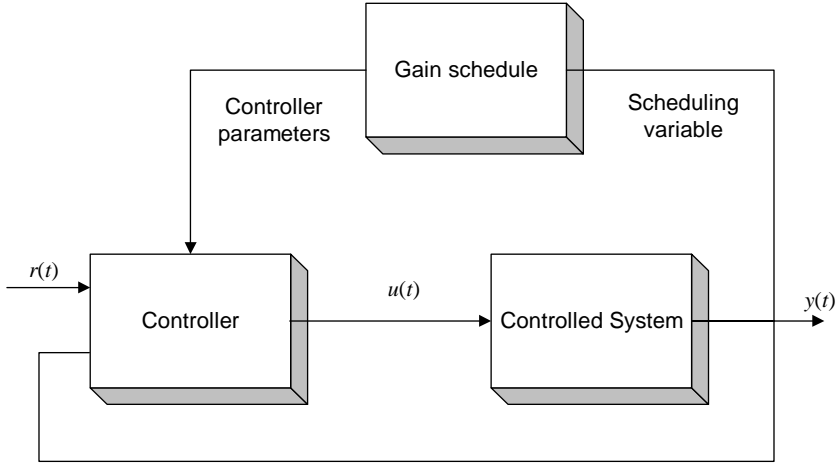 Gain schedule
Controller
parameters
Scheduling
variable
r(t)
Controller
u(t)
Controlled System
y(t)